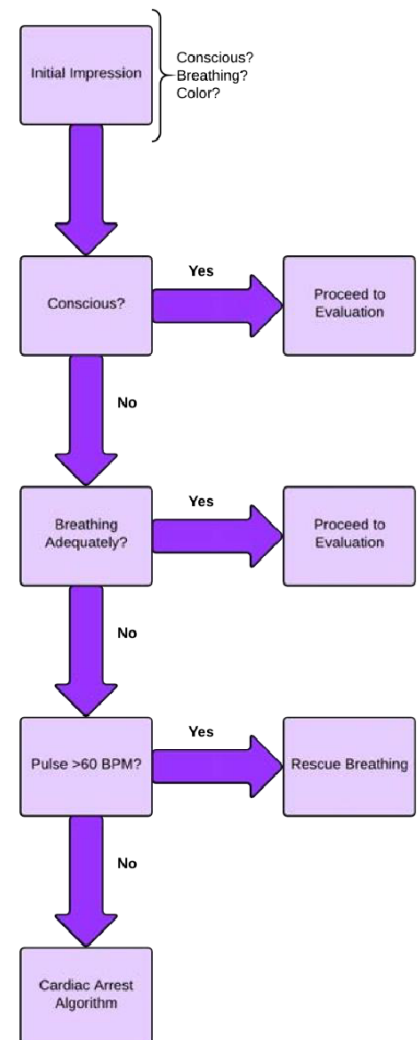 Initial Impression
Conscious?
Breathing?
Color?
Conscious?
Yes
Proceed to
Evaluation
No
Breathing
Adequately?
Yes
Proceed to
Evaluation
No
Pulse >60 BPM?
Yes
Rescue Breathing
No
Cardiac Arrest
Algorithm